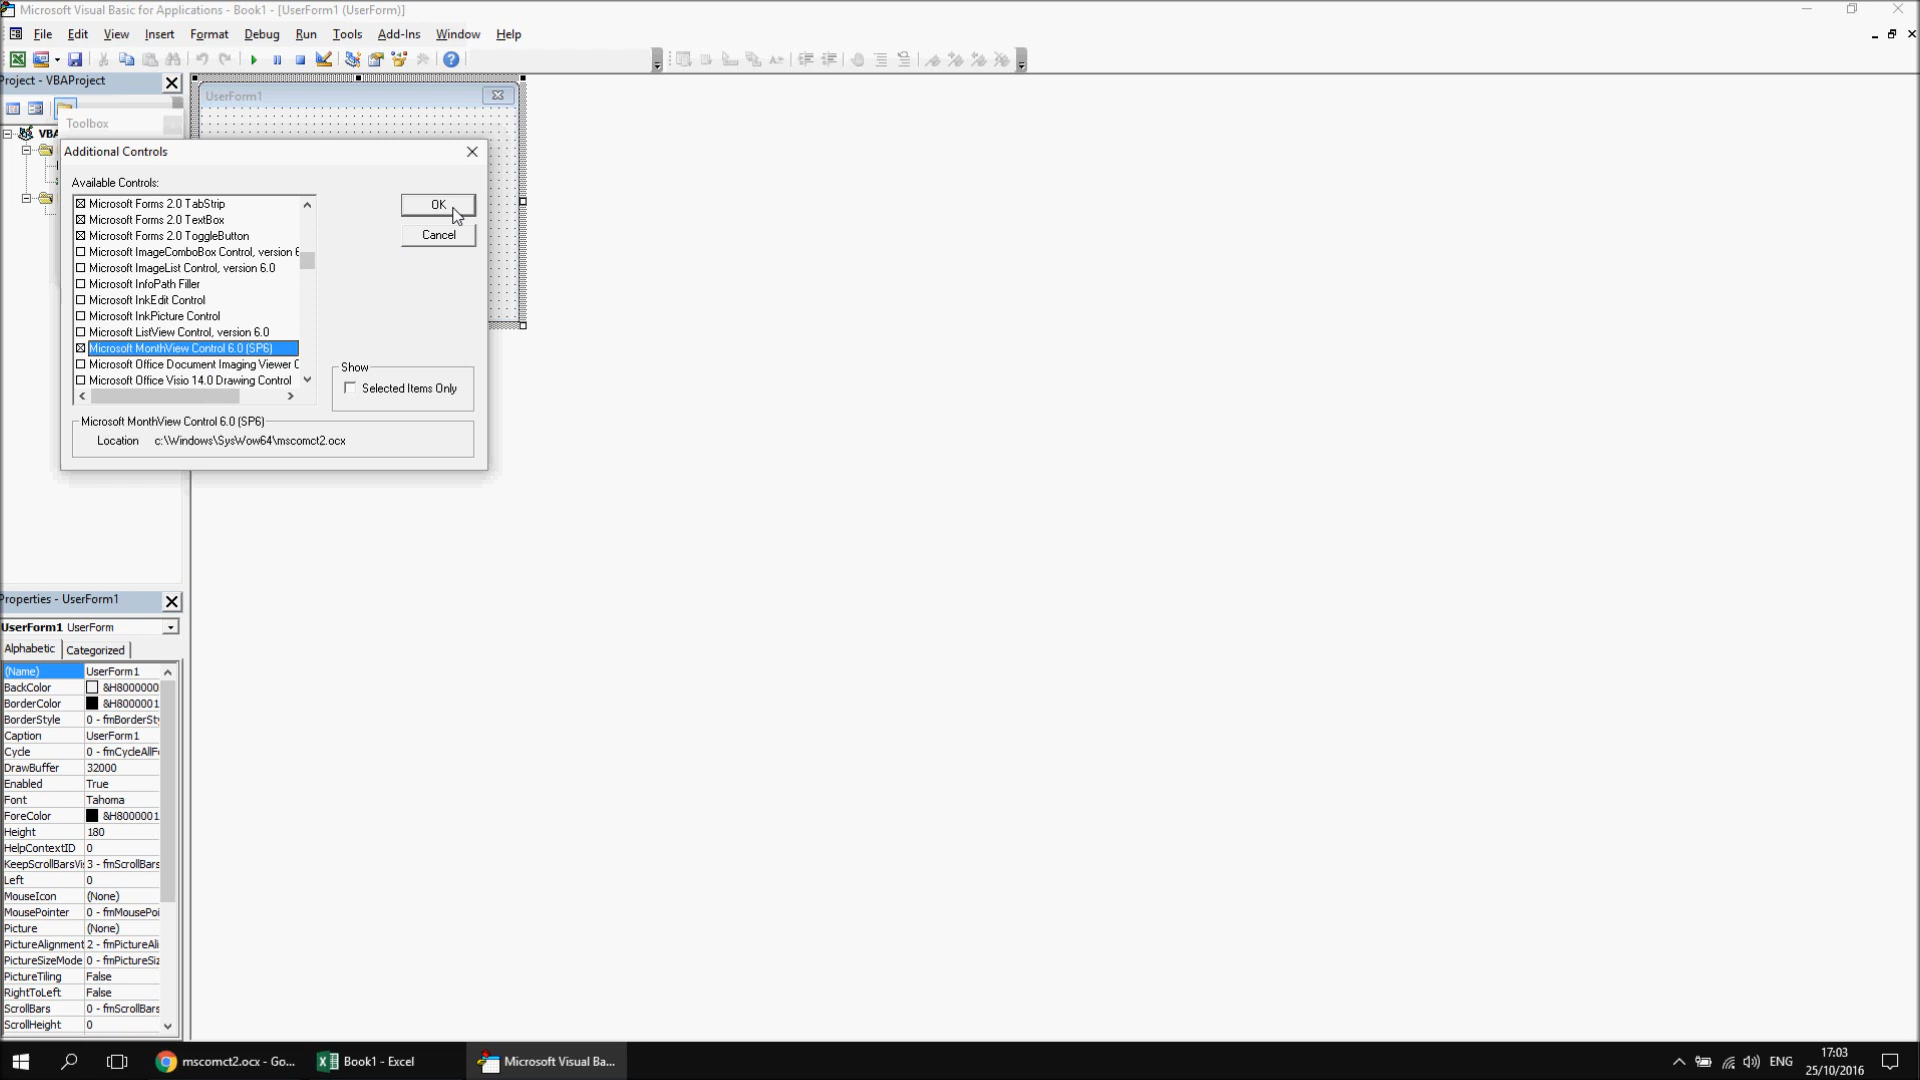 Microsoft Visual Basic for Applications - Book1 - [UserForm1 (UserForm)]
File Edit View Insert Format Debug Run Tools Add-Ins Window Help
Project - VBAProject
UserForm1
Toolbox
VBA
Additional Controls
Available Controls:
Microsoft Forms 2.0 TabStrip
Microsoft Forms 2.0 TextBox
Microsoft Forms 2.0 ToggleButton
Microsoft ImageComboBox Control, version 6
Microsoft ImageList Control, version 6.0
Microsoft InfoPath Filler
Microsoft InkEdit Control
Microsoft InkPicture Control
Microsoft ListView Control, version 6.0
Microsoft MonthView Control 6.0 (SP6)
Microsoft Office Document Imaging Viewer C
Microsoft Office Visio 14.0 Drawing Control
OK
Cancel
Show
Selected Items Only
Microsoft MonthView Control 6.0 (SP6)
Location c:\Windows\SysWow64\mscomct2.ocx
Properties - UserForm1
UserForm1 UserForm
Alphabetic Categorized
(Name) UserForm1
BackColor &H8000000
BorderColor &H8000001
BorderStyle 0 - fmBorderSty
Caption UserForm1
Cycle 0 - fmCycleAllF
DrawBuffer 32000
Enabled True
Font Tahoma
ForeColor &H8000001
Height 180
HelpContextID 0
KeepScrollBarsVi 3 - fmScrollBars
Left 0
MouseIcon (None)
MousePointer 0 - fmMousePoi
Picture (None)
PictureAlignment 2 - fmPictureAli
PictureSizeMode 0 - fmPictureSiz
PictureTiling False
RightToLeft False
ScrollBars 0 - fmScrollBars
ScrollHeight 0
mscomct2.ocx - Go...
Book1 - Excel
Microsoft Visual Ba...
ENG
17:03
25/10/2016